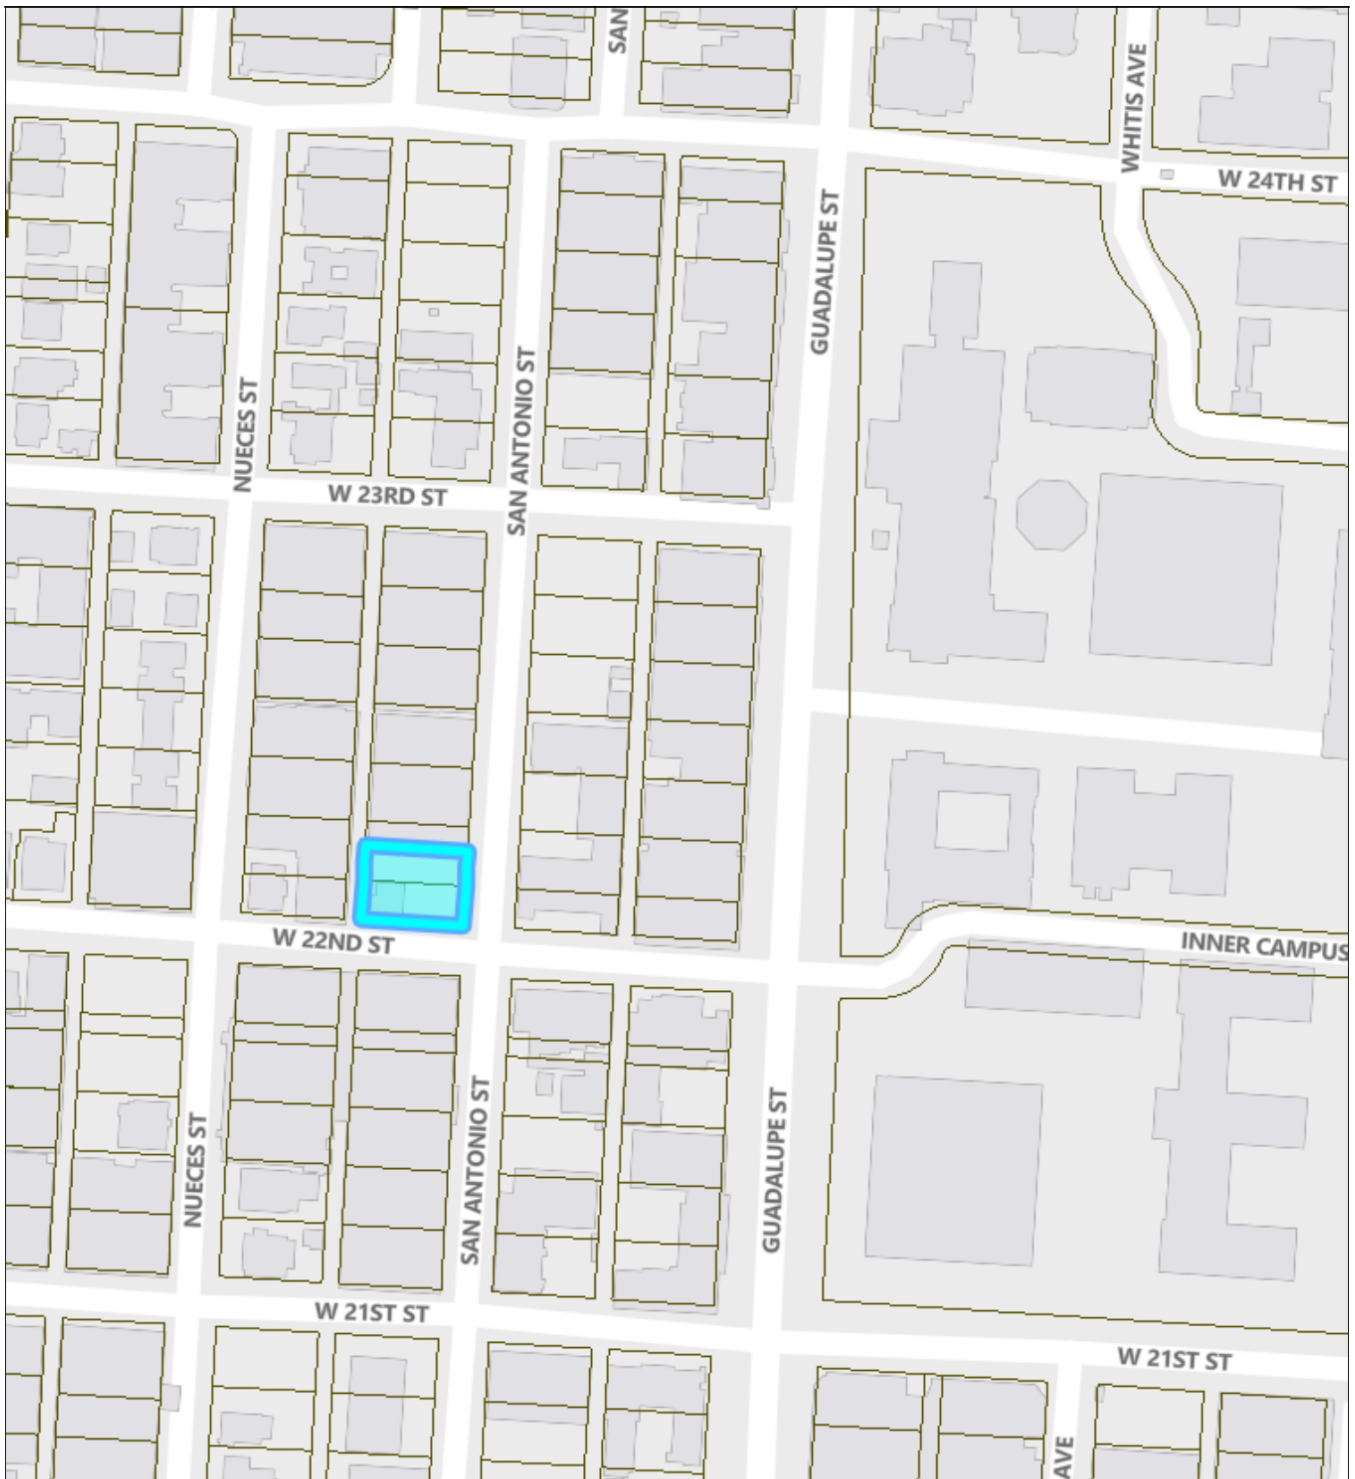 SAN
WHITIS AVE
W 24TH ST
GUADALUPE ST
SAN ANTONIO ST
NUECES ST
W 23RD ST
W 22ND ST
INNER CAMPUS
SAN ANTONIO ST
GUADALUPE ST
NUECES ST
W 21ST ST
W 21ST ST
AVE